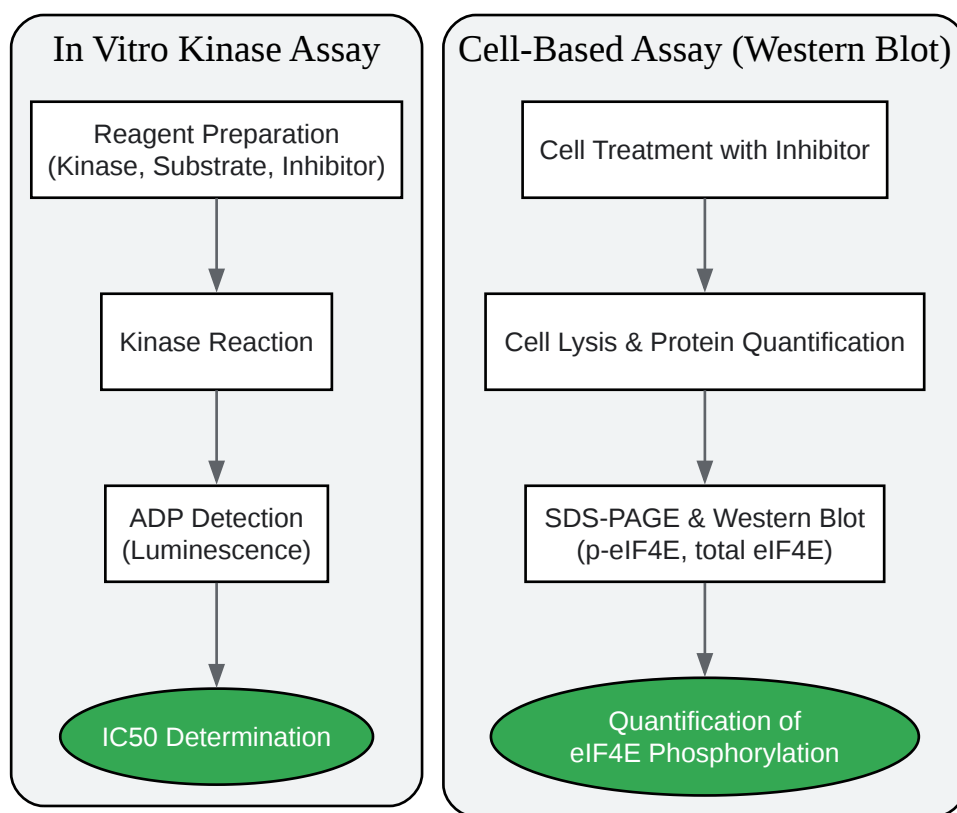 In Vitro Kinase Assay
Reagent Preparation
(Kinase, Substrate, Inhibitor)
Kinase Reaction
ADP Detection
(Luminescence)
IC50 Determination
Cell-Based Assay (Western Blot)
Cell Treatment with Inhibitor
Cell Lysis & Protein Quantification
SDS-PAGE & Western Blot
(p-eIF4E, total eIF4E)
Quantification of
eIF4E Phosphorylation